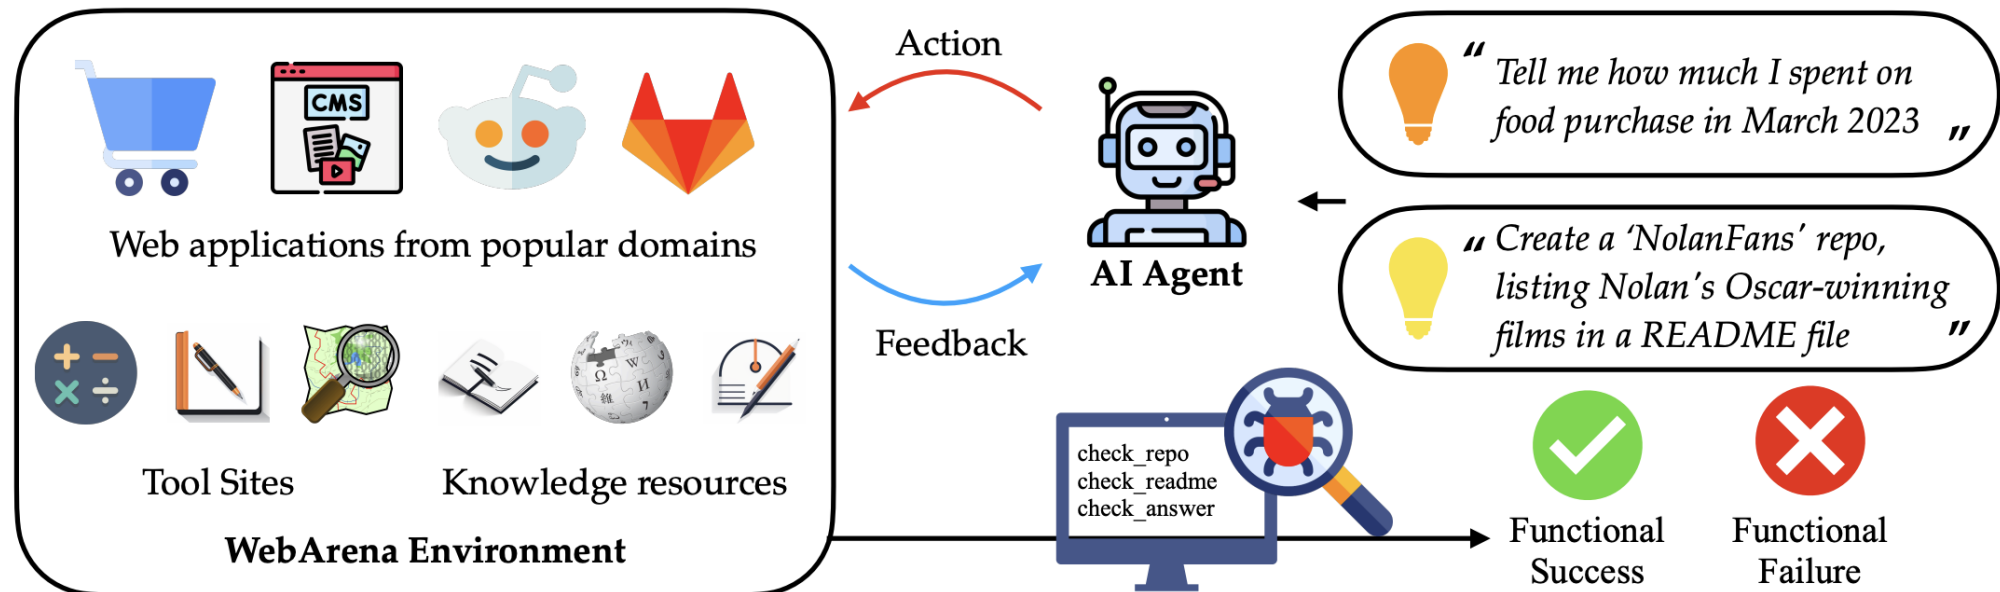 CMS
Web applications from popular domains
Tool Sites
Knowledge resources
WebArena Environment
Action
Feedback
AI Agent
“ Tell me how much I spent on
food purchase in March 2023 ”
“ Create a ‘NolanFans’ repo,
listing Nolan's Oscar-winning
films in a README file ”
check_repo
check_readme
check_answer
Functional
Success
Functional
Failure